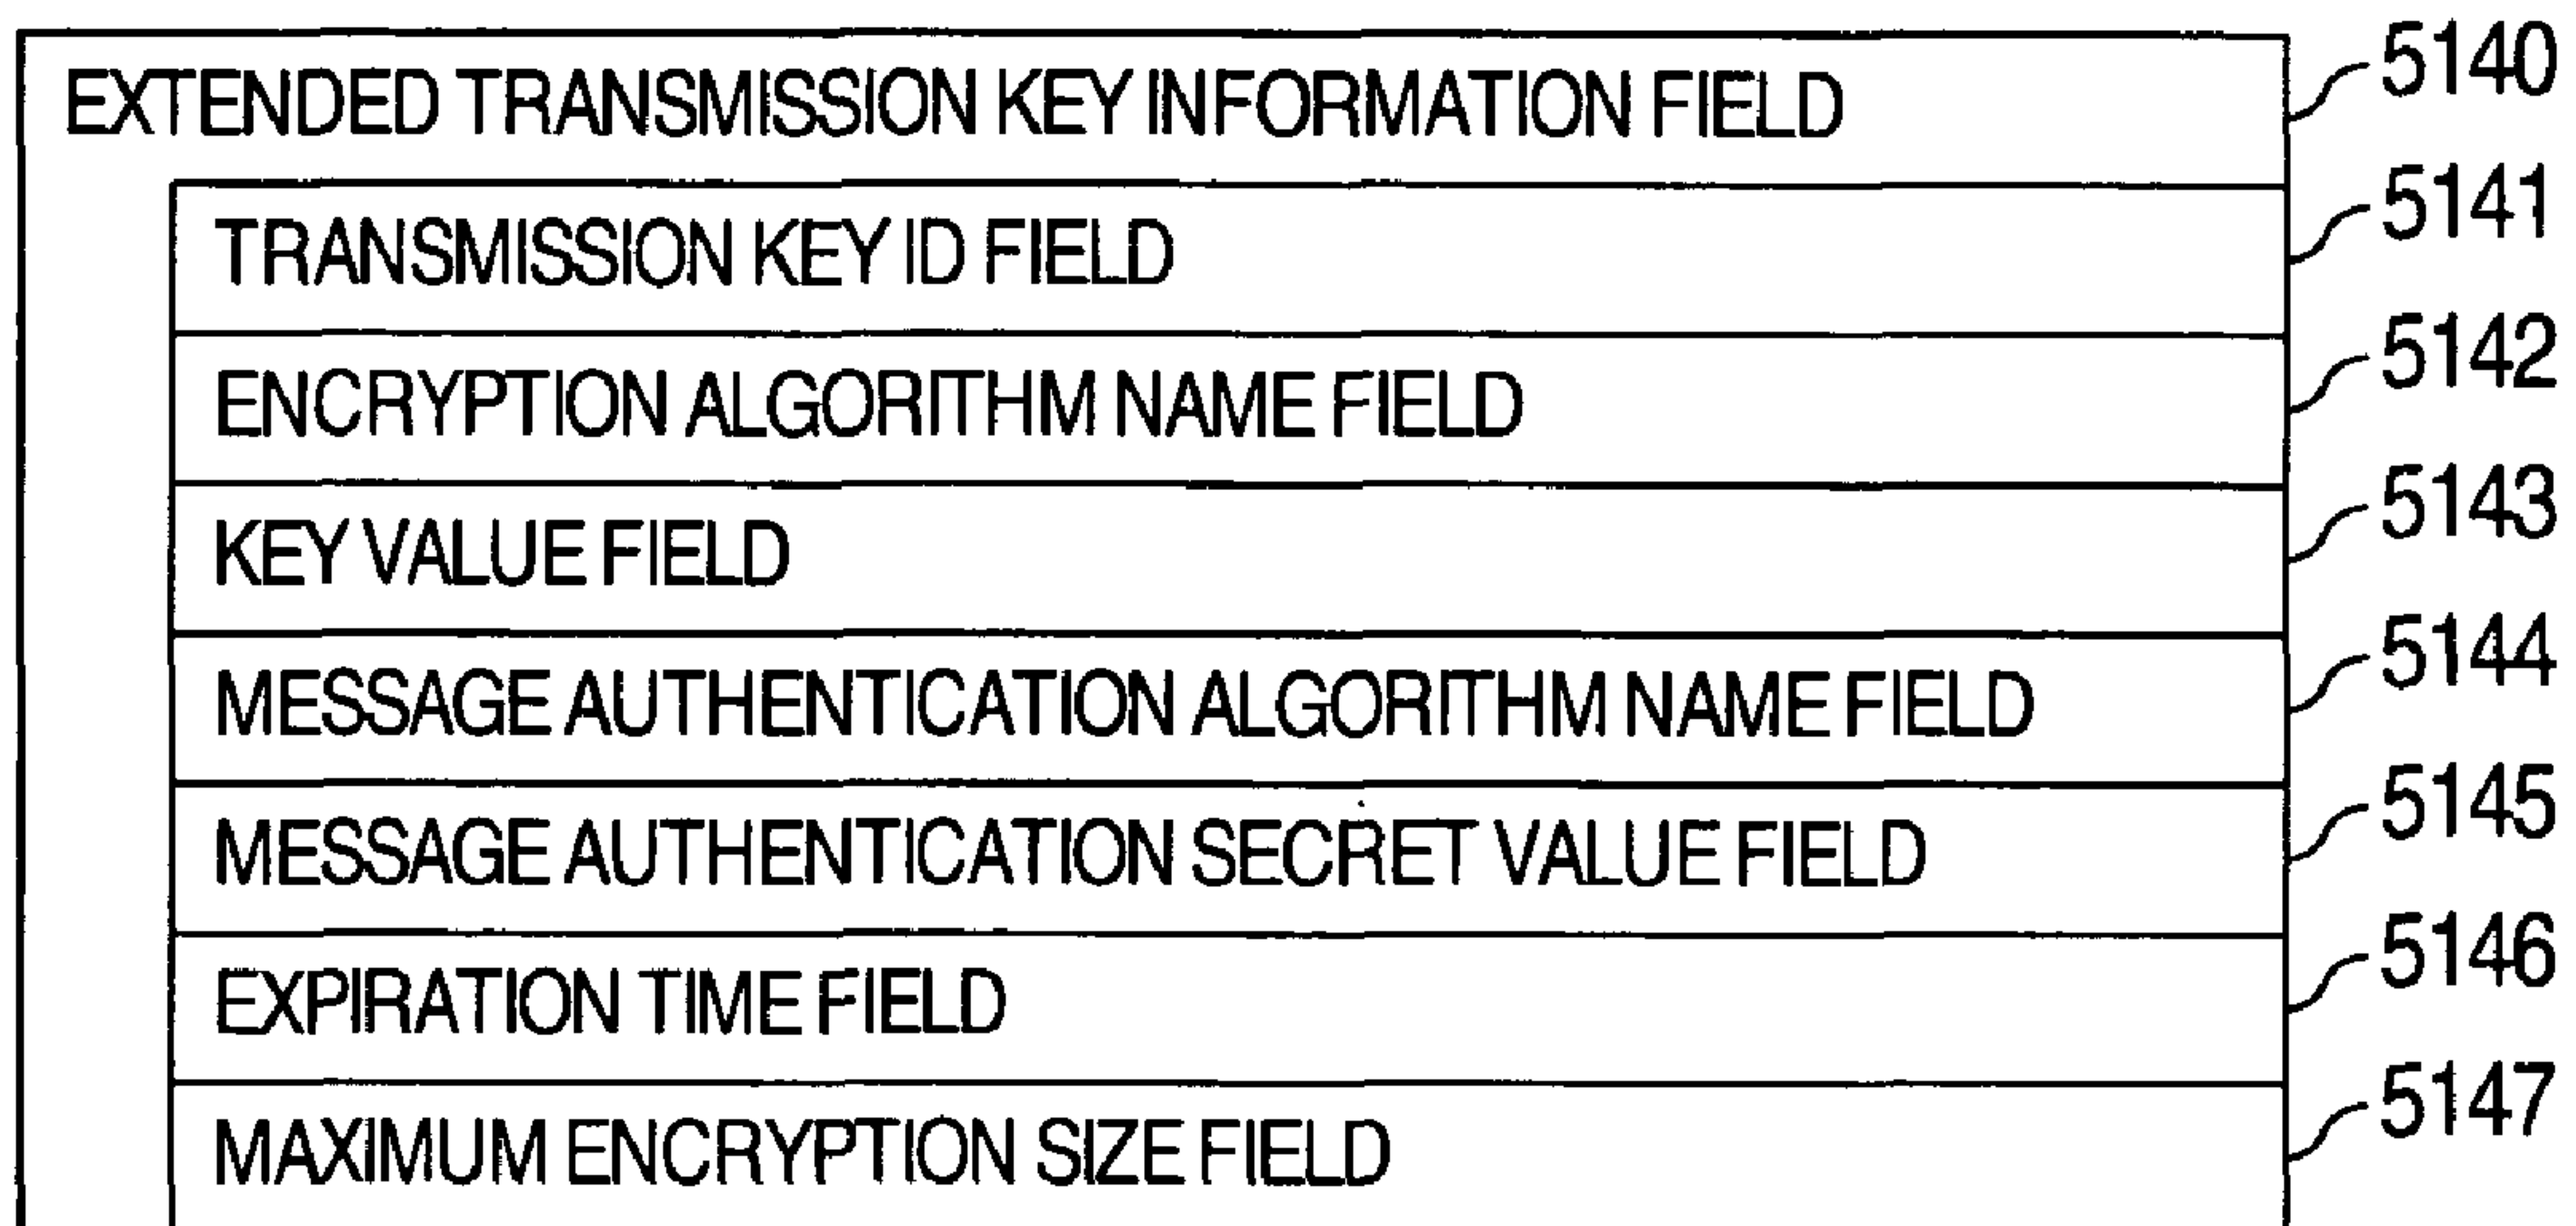 EXTENDED TRANSMISSION KEY INFORMATION FIELD 5140
TRANSMISSION KEY ID FIELD 5141
ENCRYPTION ALGORITHM NAME FIELD 5142
KEY VALUE FIELD 5143
MESSAGE AUTHENTICATION ALGORITHM NAME FIELD 5144
MESSAGE AUTHENTICATION SECRET VALUE FIELD 5145
EXPIRATION TIME FIELD 5146
MAXIMUM ENCRYPTION SIZE FIELD 5147